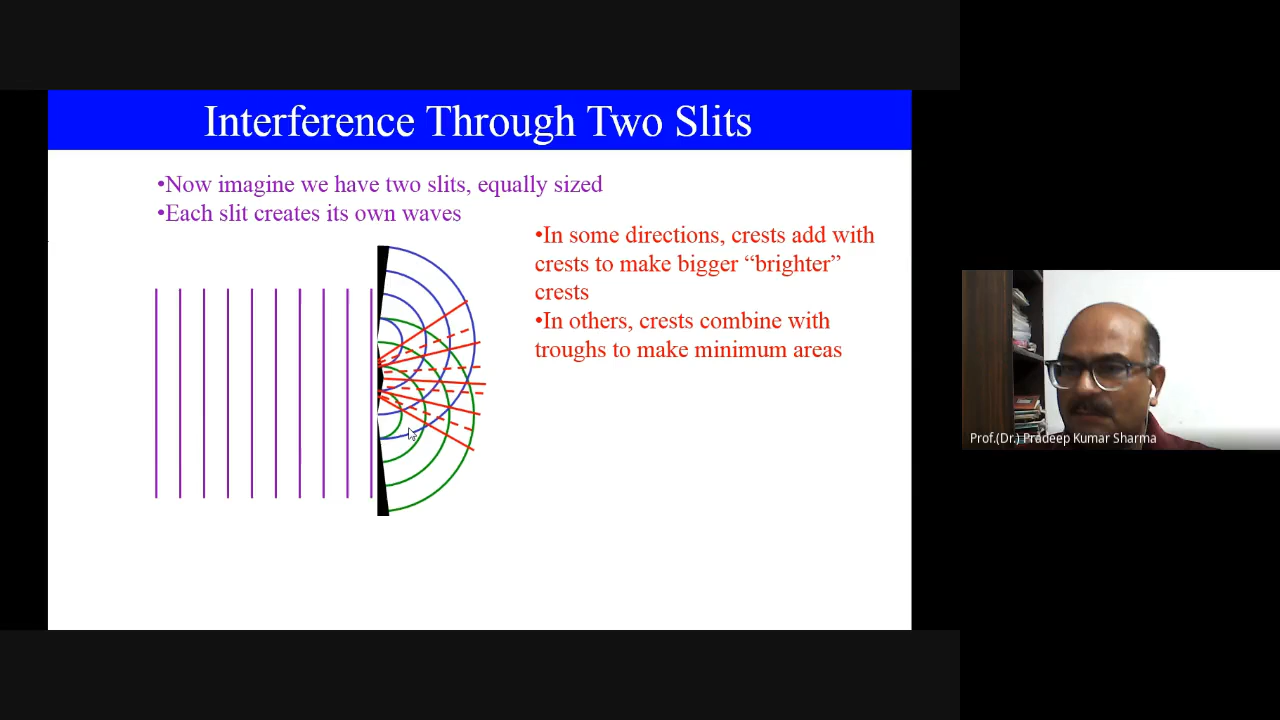 Interference Through Two Slits
•Now imagine we have two slits, equally sized
•Each slit creates its own waves
•In some directions, crests add with
crests to make bigger “brighter”
crests
•In others, crests combine with
troughs to make minimum areas
Prof.(Dr.) Pradeep Kumar Sharma